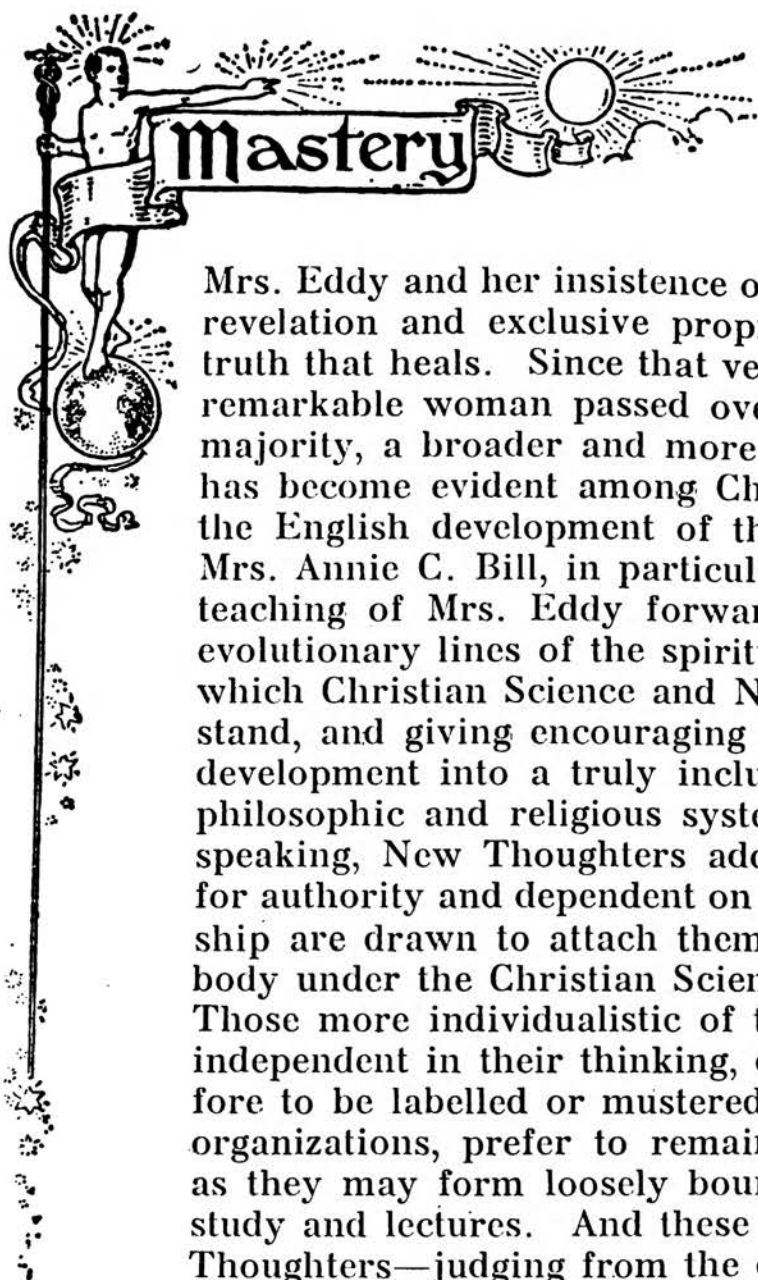 Mastery
Mrs. Eddy and her insistence o
revelation and exclusive prop
truth that heals. Since that ve
remarkable woman passed ove
majority, a broader and more
has become evident among Ch
the English development of th
Mrs. Annie C. Bill, in particul
teaching of Mrs. Eddy forwar
evolutionary lines of the spirit
which Christian Science and N
stand, and giving encouraging
development into a truly inclu
philosophic and religious syst
speaking, New Thoughters add
for authority and dependent on
ship are drawn to attach them
body under the Christian Scien
Those more individualistic of t
independent in their thinking,
fore to be labelled or mustered
organizations, prefer to remain
as they may form loosely bou
study and lectures. And these
Thoughters—judging from the